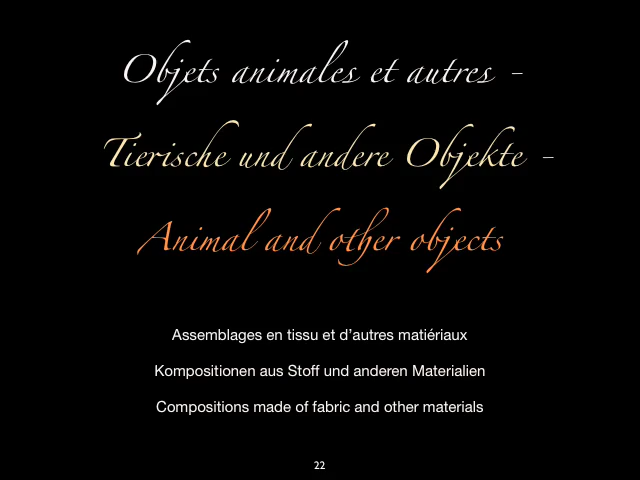 Objets animales et autres -
Tierische und andere Objekte -
Animal and other objects
Assemblages en tissu et d’autres matiériaux
Kompositionen aus Stoff und anderen Materialien
Compositions made of fabric and other materials
22